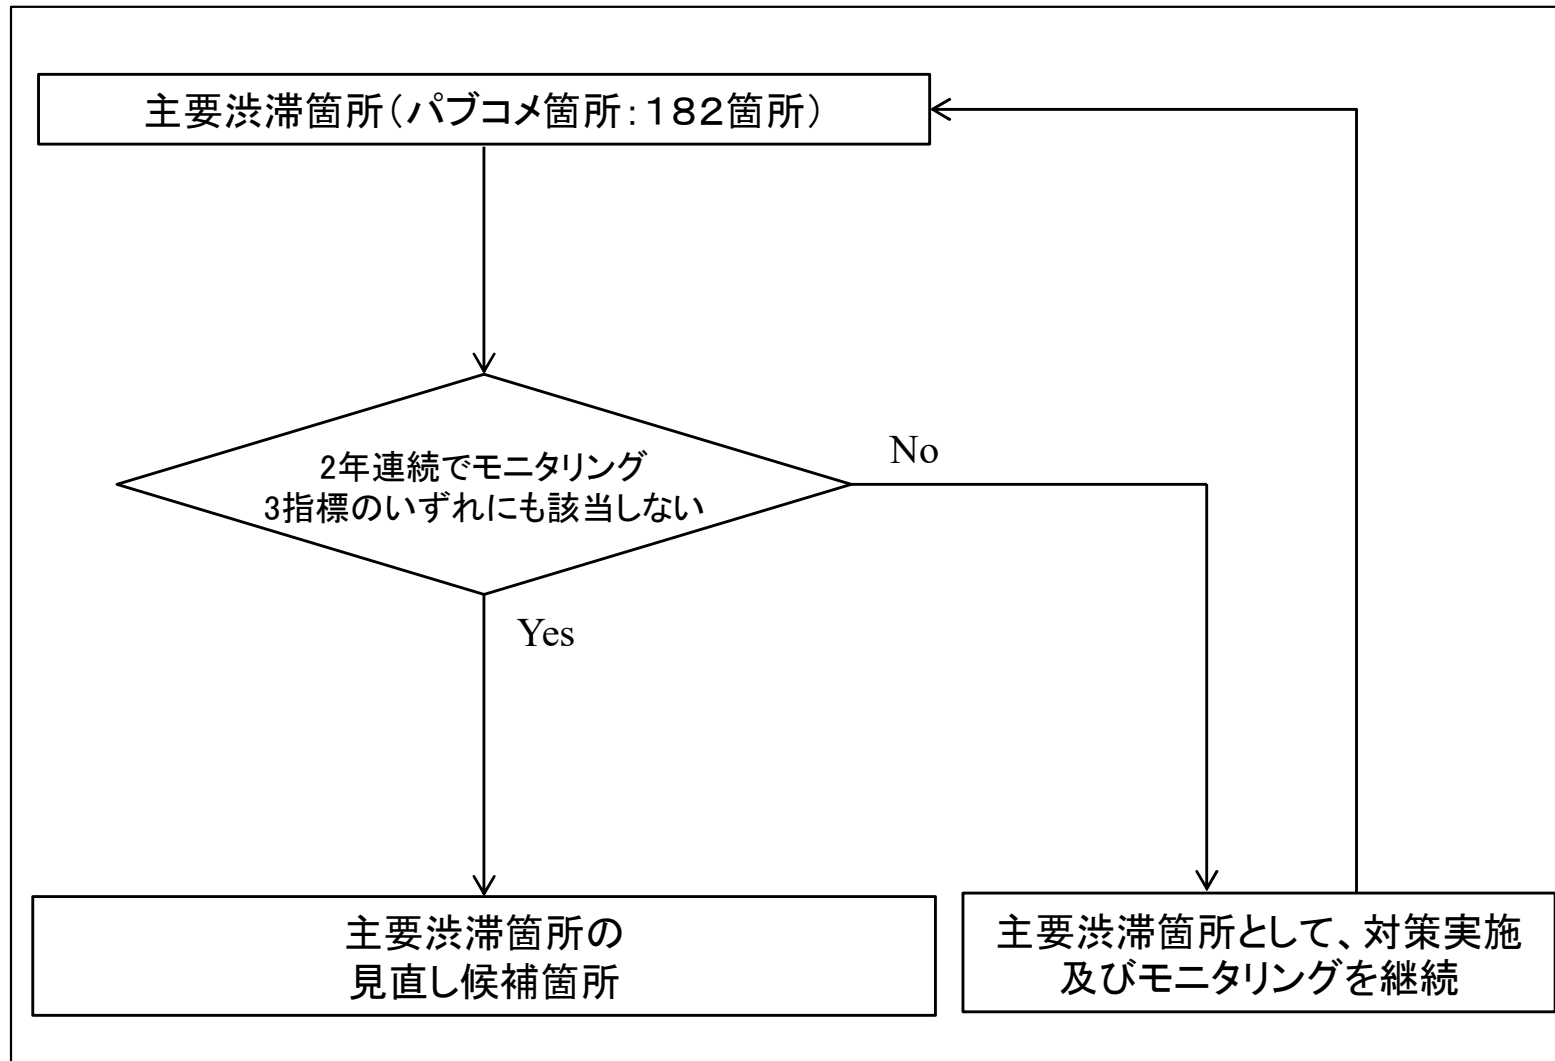 主要渋滞箇所（パブコメ箇所：１８２箇所）
2年連続でモニタリング
3指標のいずれにも該当しない
No
Yes
主要渋滞箇所の
見直し候補箇所
主要渋滞箇所として、対策実施
及びモニタリングを継続